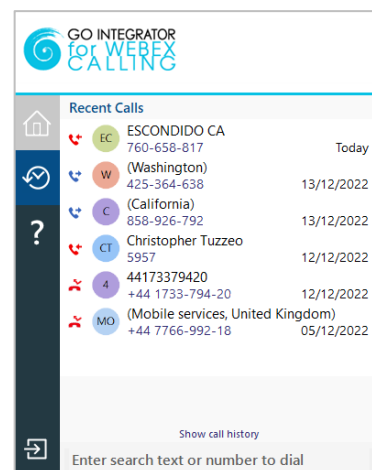 GO INTEGRATOR
for WEBEX
CALLING
Recent Calls
EC ESCONDIDO CA
760-658-817 Today
W (Washington)
425-364-638 13/12/2022
C (California)
858-926-792 13/12/2022
CT Christopher Tuzzeo
5957 12/12/2022
4 44173379420
+44 1733-794-20 12/12/2022
MO (Mobile services, United Kingdom)
+44 7766-992-18 05/12/2022
?
Show call history
Enter search text or number to dial